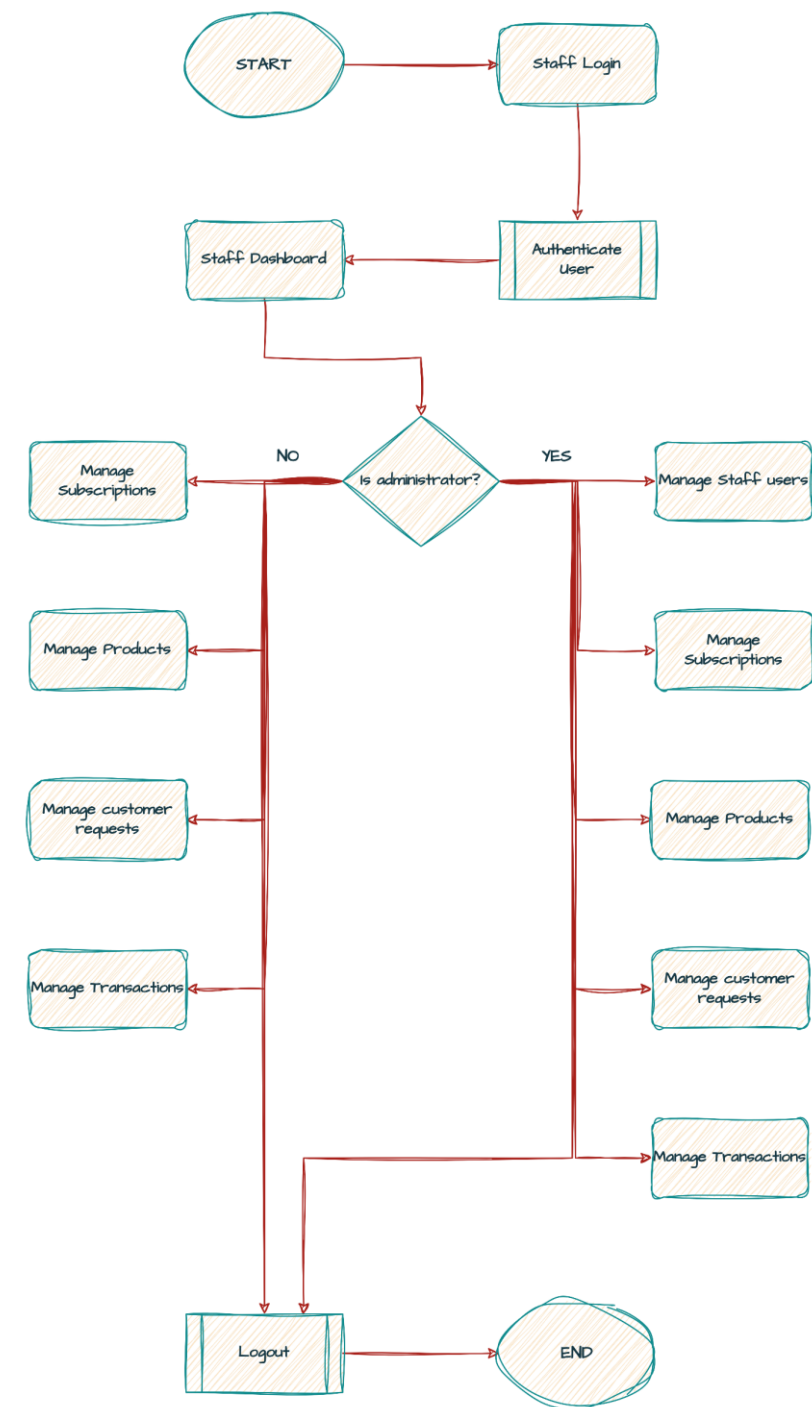 START
Staff Login
Authenticate
User
Staff Dashboard
Is administrator?
NO
YES
Manage
Subscriptions
Manage Staff users
Manage Products
Manage
Subscriptions
Manage customer
requests
Manage Products
Manage Transactions
Manage customer
requests
Manage Transactions
Logout
END